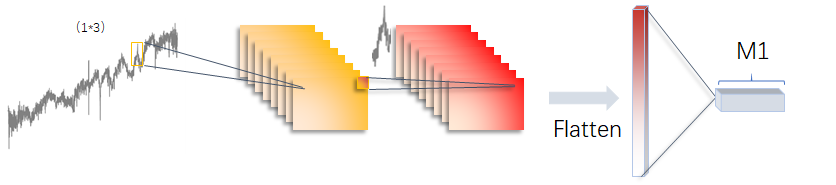 (1*3)
M1
Flatten